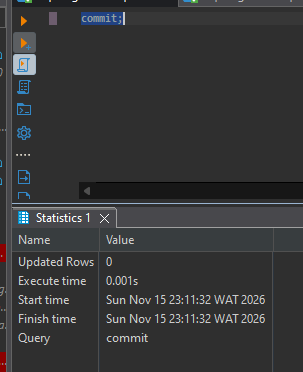 commit;
Statistics 1
Name Value
Updated Rows 0
Execute time 0.001s
Start time Sun Nov 15 23:11:32 WAT 2026
Finish time Sun Nov 15 23:11:32 WAT 2026
Query commit